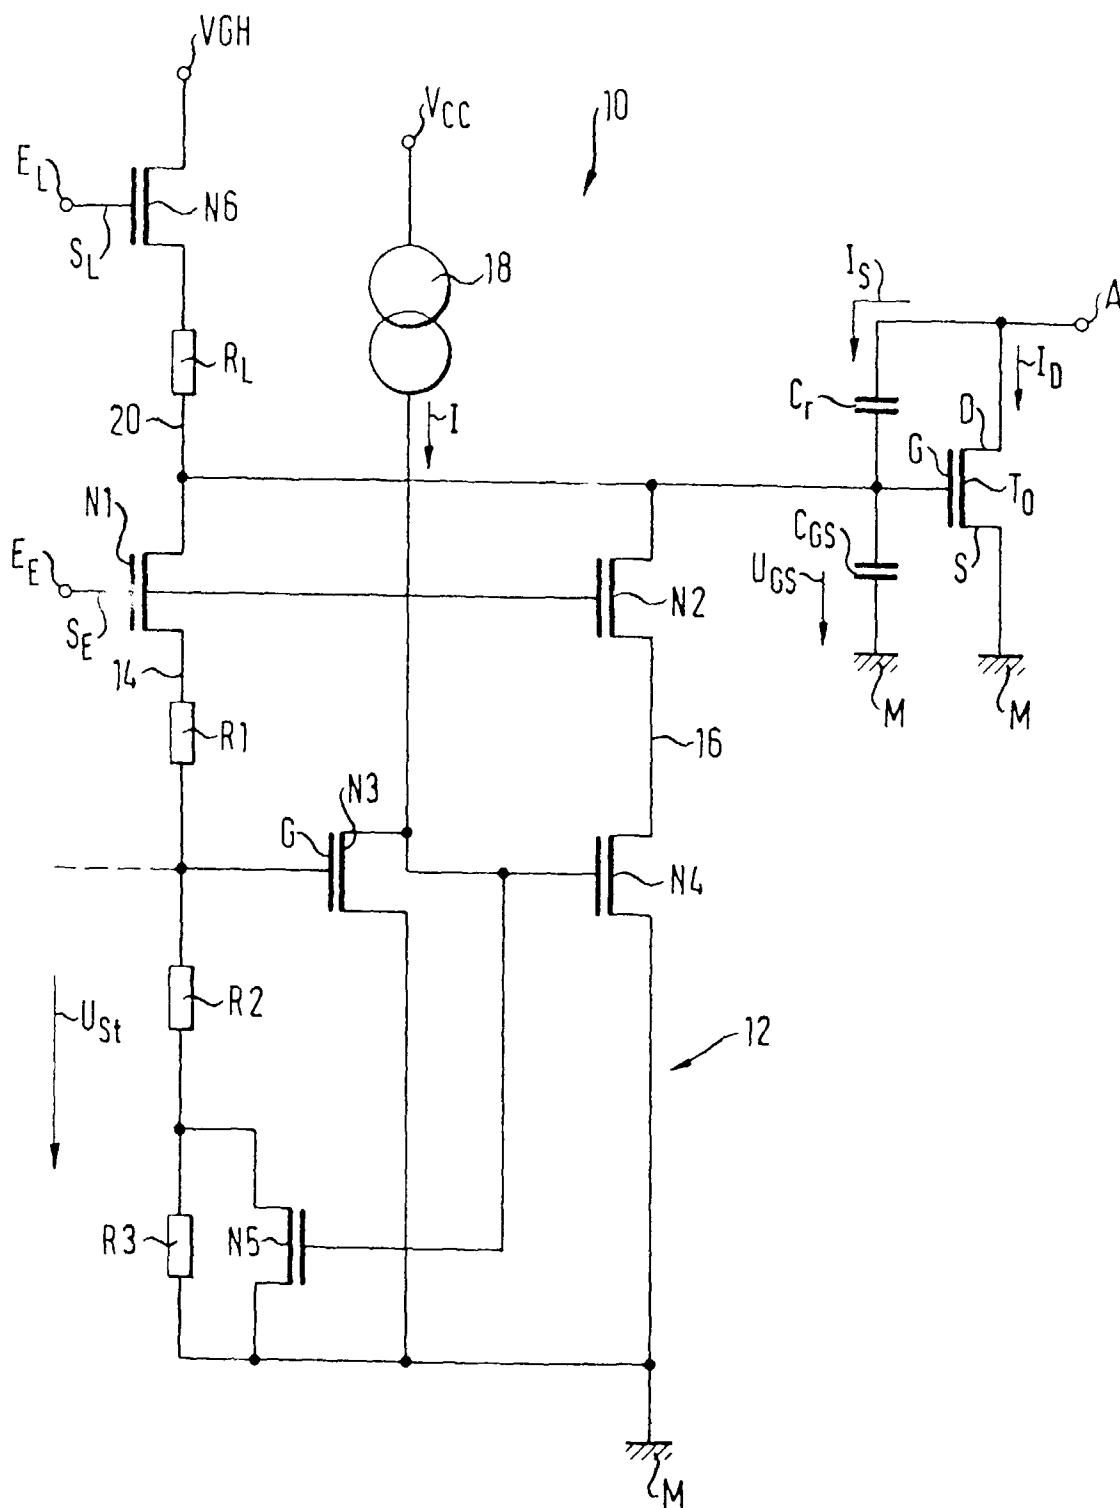 VGH
VCC
10
EL
N6
SL
18
IS
A
RL
ID
20
I
Cr
D
G
N1
T0
EE
CGS
S
UGS
N2
SE
14
M
M
R1
16
N3
G
N4
R2
USt
12
R3
N5
M